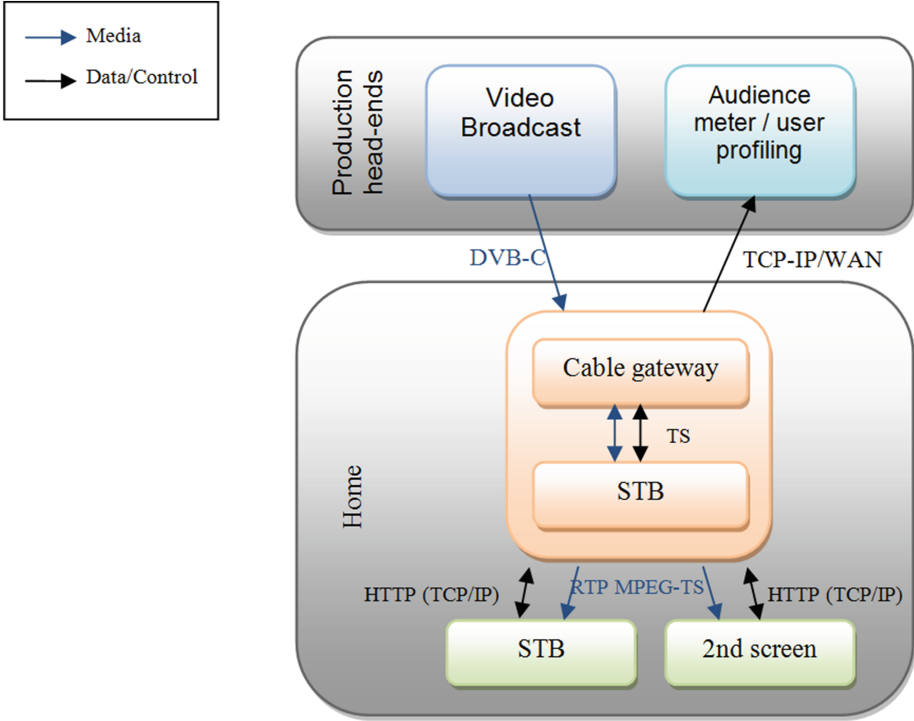 Media
Data/Control
Production
head-ends
Video
Broadcast
Audience
meter / user
profiling
DVB-C
TCP-IP/WAN
Home
Cable gateway
TS
STB
HTTP (TCP/IP)
RTP MPEG-TS
HTTP (TCP/IP)
STB
2nd screen